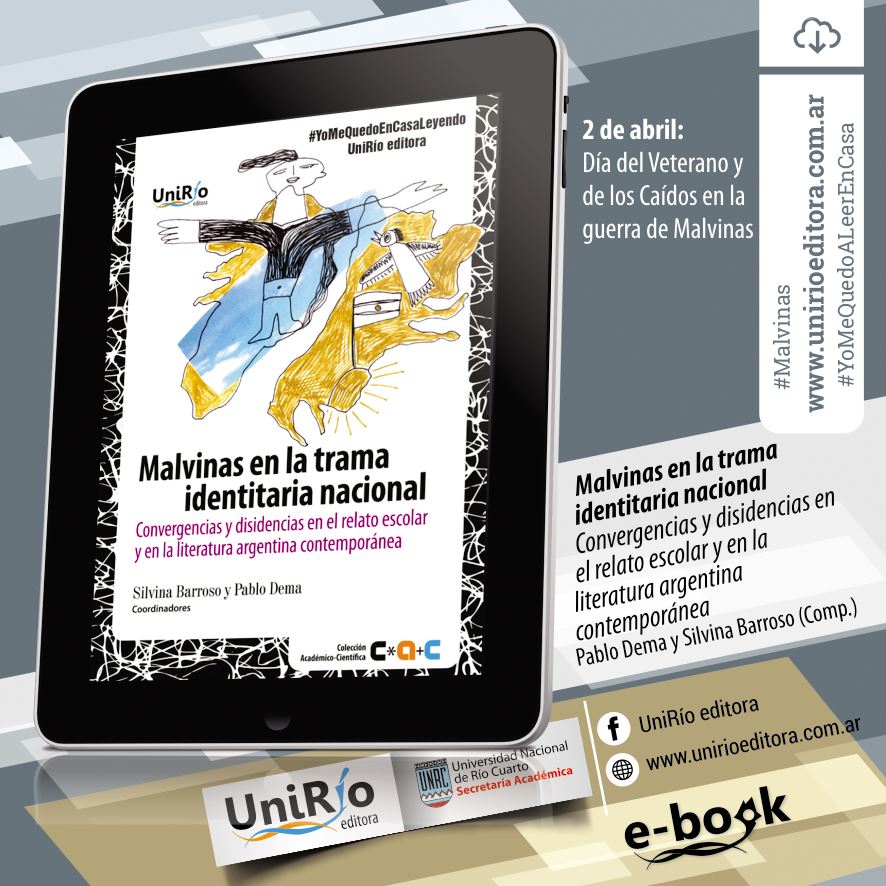 #YoMeQuedoEnCasaLeyendo
UniRío editora
UniRío
editora
Malvinas en la trama
identitaria nacional
Convergencias y disidencias en el relato escolar
y en la literatura argentina contemporánea
Silvina Barroso y Pablo Dema
Coordinadores
Colección
Académico-Científica
c*a+c
2 de abril:
Día del Veterano y
de los Caídos en la
guerra de Malvinas
#Malvinas
www.unirioeditora.com.ar
#YoMeQuedoALeerEnCasa
Malvinas en la trama
identitaria nacional
Convergencias y disidencias en
el relato escolar y en la
literatura argentina
contemporánea
Pablo Dema y Silvina Barroso (Comp.)
UniRío editora
www.unirioeditora.com.ar
UniRío
editora
UNRC
Universidad Nacional
de Río Cuarto
Secretaría Académica
e-book